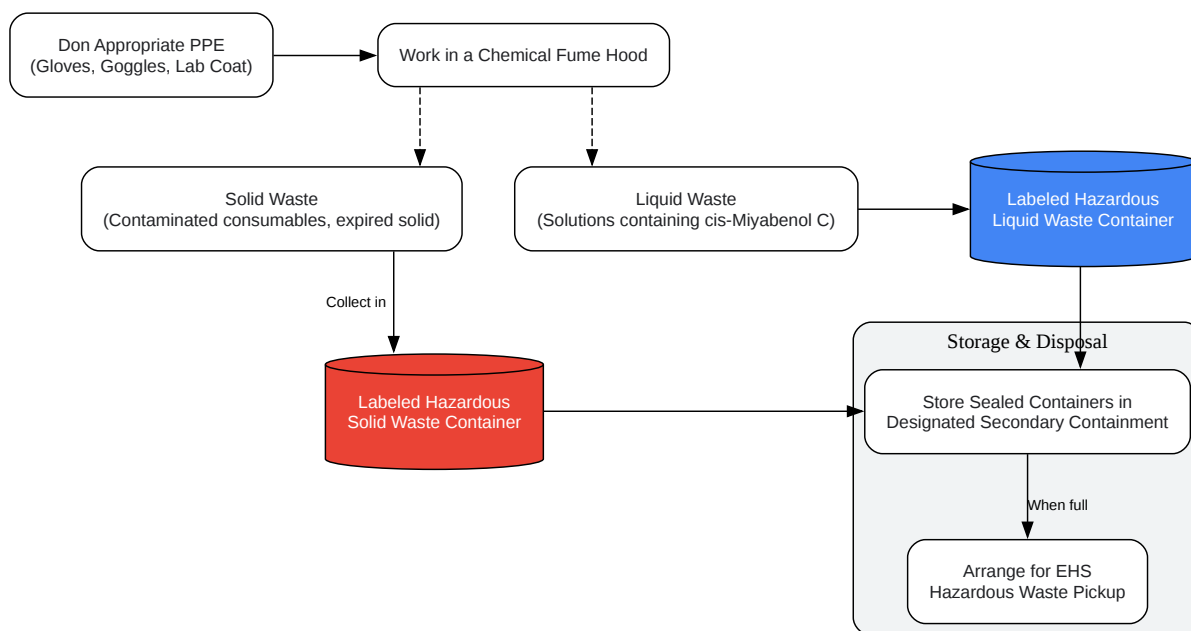 Don Appropriate PPE
(Gloves, Goggles, Lab Coat)
Work in a Chemical Fume Hood
Solid Waste
(Contaminated consumables, expired solid)
Liquid Waste
(Solutions containing cis-Miyabenol C)
Labeled Hazardous
Liquid Waste Container
Collect in
Labeled Hazardous
Solid Waste Container
Storage & Disposal
Store Sealed Containers in
Designated Secondary Containment
When full
Arrange for EHS
Hazardous Waste Pickup